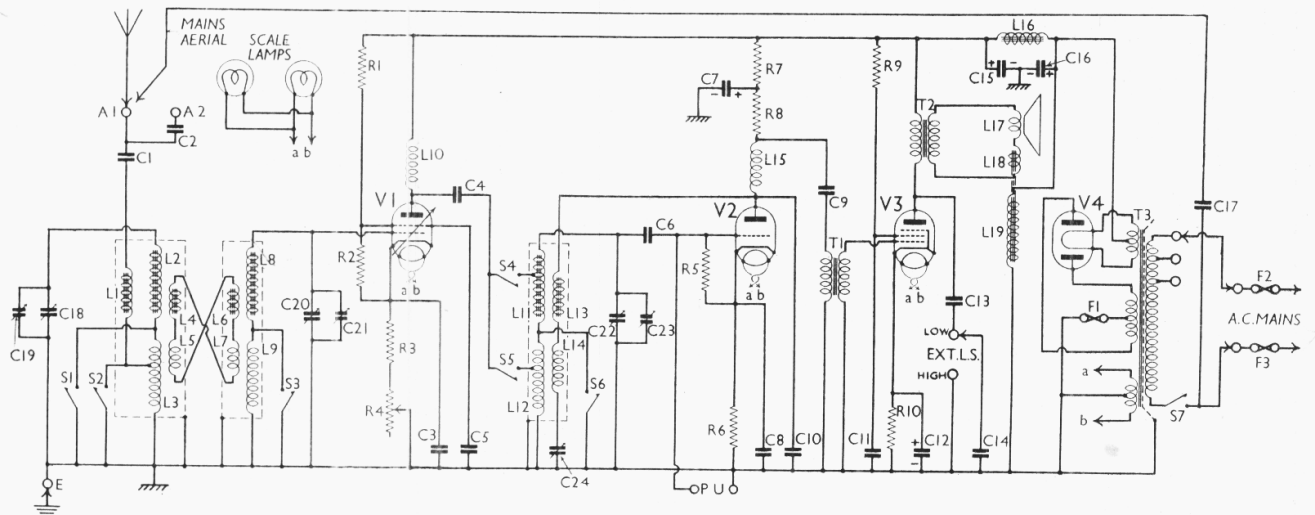 MAINS
AERIAL
SCALE
LAMPS
A1
A2
C2
C1
a b
R1
L10
V1
C4
C7
R7
R8
L15
R9
L16
C15
C16
T2
L17
L18
L19
C17
L1
L2
L4
L5
L3
L8
L6
L7
L9
C18
C19
S1
S2
S3
C20
C21
R2
a b
R3
R4
C3
C5
S4
S5
L11
L13
L14
L12
S6
C22
C23
C24
C6
V2
R5
a b
R6
C8
C10
C9
T1
V3
a b
R10
C11
C12
C13
LOW
EXT.L.S.
HIGH
C14
V4
T3
F1
a
b
S7
F2
A.C. MAINS
F3
E
P U